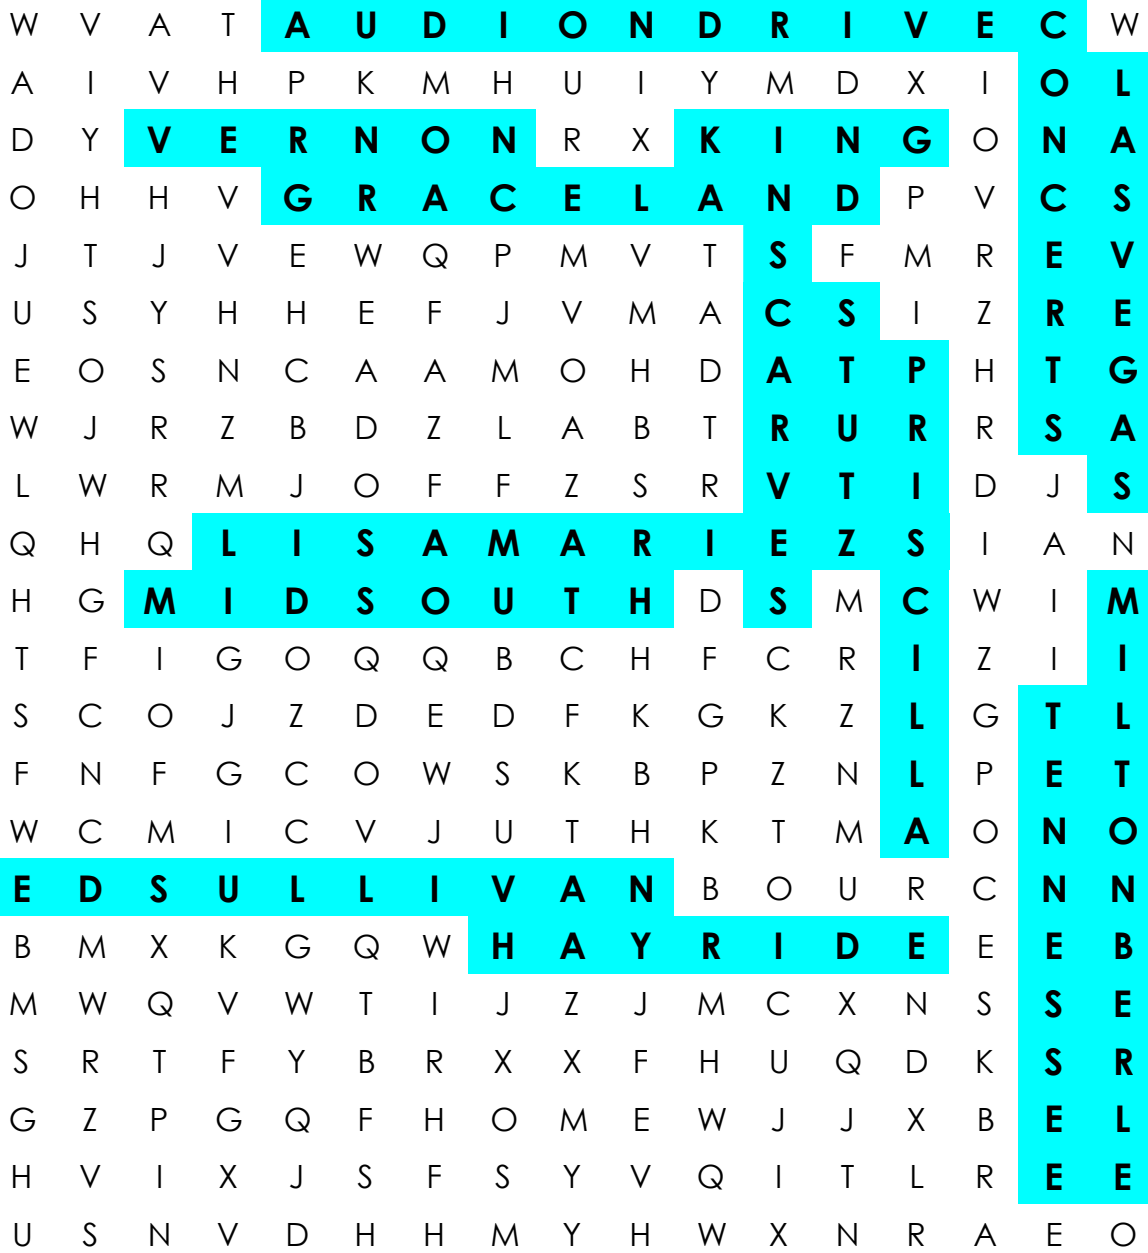 W V A T A U D I O N D R I V E C W
A I V H P K M H U I Y M D X I O L
D Y V E R N O N R X K I N G O N A
O H H V G R A C E L A N D P V C S
J T J V E W Q P M V T S F M R E V
U S Y H H E F J V M A C S I Z R E
E O S N C A A M O H D A T P H T G
W J R Z B D Z L A B T R U R R S A
L W R M J O F F Z S R V T I D J S
Q H Q L I S A M A R I E Z S I A N
H G M I D S O U T H D S M C W I M
T F I G O Q Q B C H F C R I Z I I
S C O J Z D E D F K G K Z L G T L
F N F G C O W S K B P Z N L P E T
W C M I C V J U T H K T M A O N O
E D S U L L I V A N B O U R C N N
B M X K G Q W H A Y R I D E E E B
M W Q V W T I J Z J M C X N S S E
S R T F Y B R X X F H U Q D K S R
G Z P G Q F H O M E W J J X B E L
H V I X J S F S Y V Q I T L R E E
U S N V D H H M Y H W X N R A E O